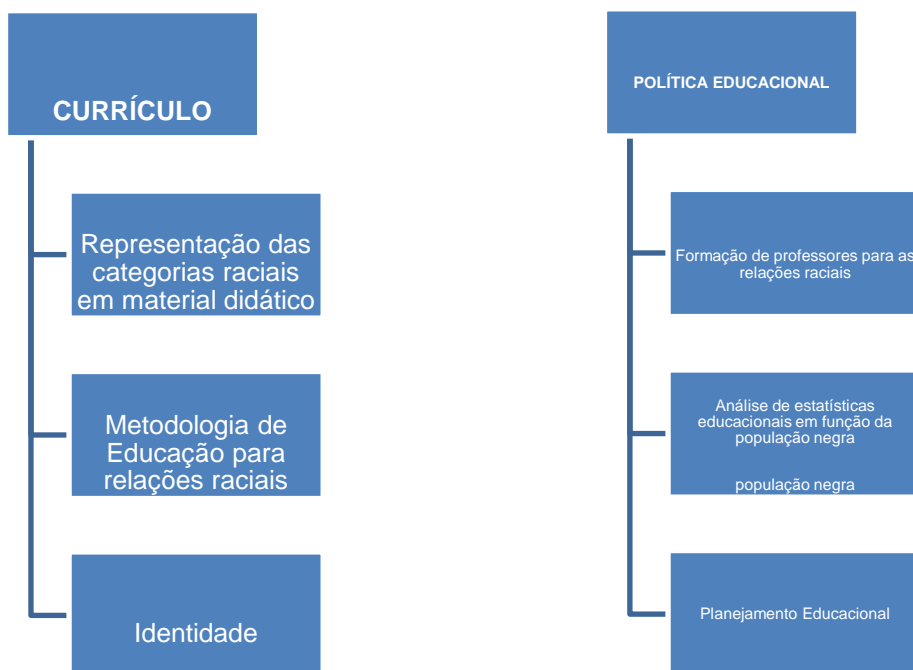 CURRÍCULO
Representação das
categorias raciais
em material didático
Metodologia de
Educação para
relações raciais
Identidade
POLÍTICA EDUCACIONAL
Formação de professores para as
relações raciais
Análise de estatísticas
educacionais em função da
população negra
população negra
Planejamento Educacional